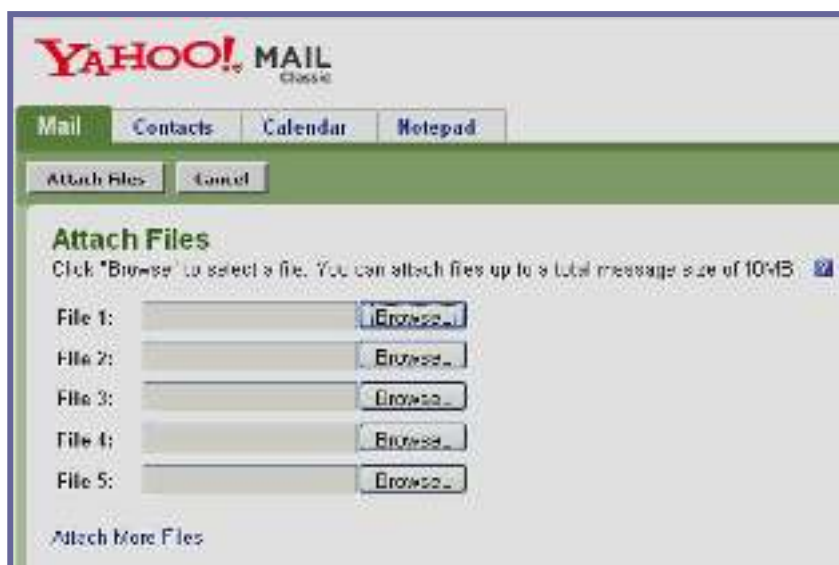 YAHOO! MAIL
Classic
Mail Contacts Calendar Notepad
Attach Files Cancel
Attach Files
Click "Browse" to select a file. You can attach files up to a total message size of 10MB. ?
File 1: Browse...
File 2: Browse...
File 3: Browse...
File 4: Browse...
File 5: Browse...
Attach More Files